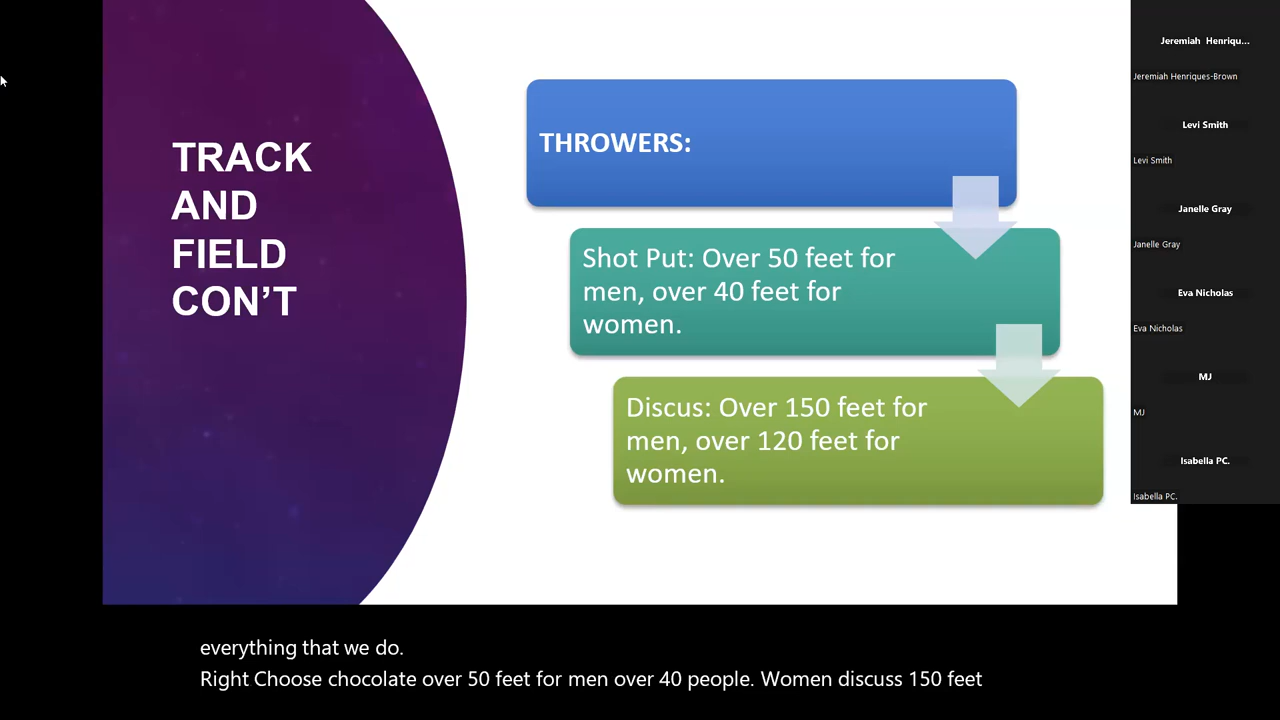 TRACK
AND
FIELD
CON’T
THROWERS:
Shot Put: Over 50 feet for
men, over 40 feet for
women.
Discus: Over 150 feet for
men, over 120 feet for
women.
Jeremiah Henriqu...
Jeremiah Henriques-Brown
Levi Smith
Levi Smith
Janelle Gray
Janelle Gray
Eva Nicholas
Eva Nicholas
MJ
MJ
Isabella PC.
Isabella PC.
everything that we do.
Right Choose chocolate over 50 feet for men over 40 people. Women discuss 150 feet